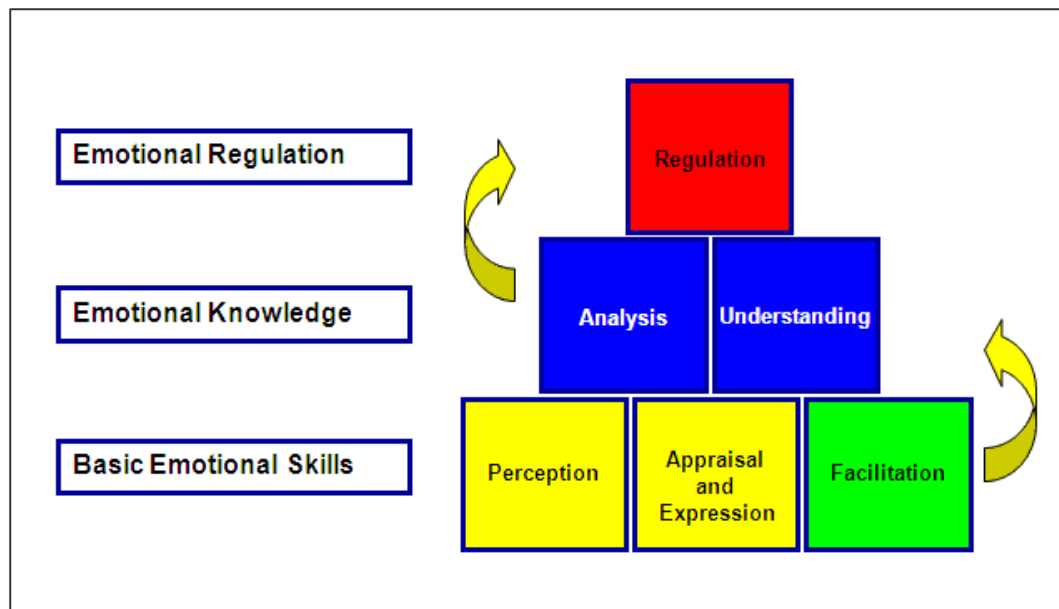 Emotional Regulation
Regulation
Emotional Knowledge
Analysis
Understanding
Basic Emotional Skills
Perception
Appraisal
and
Expression
Facilitation